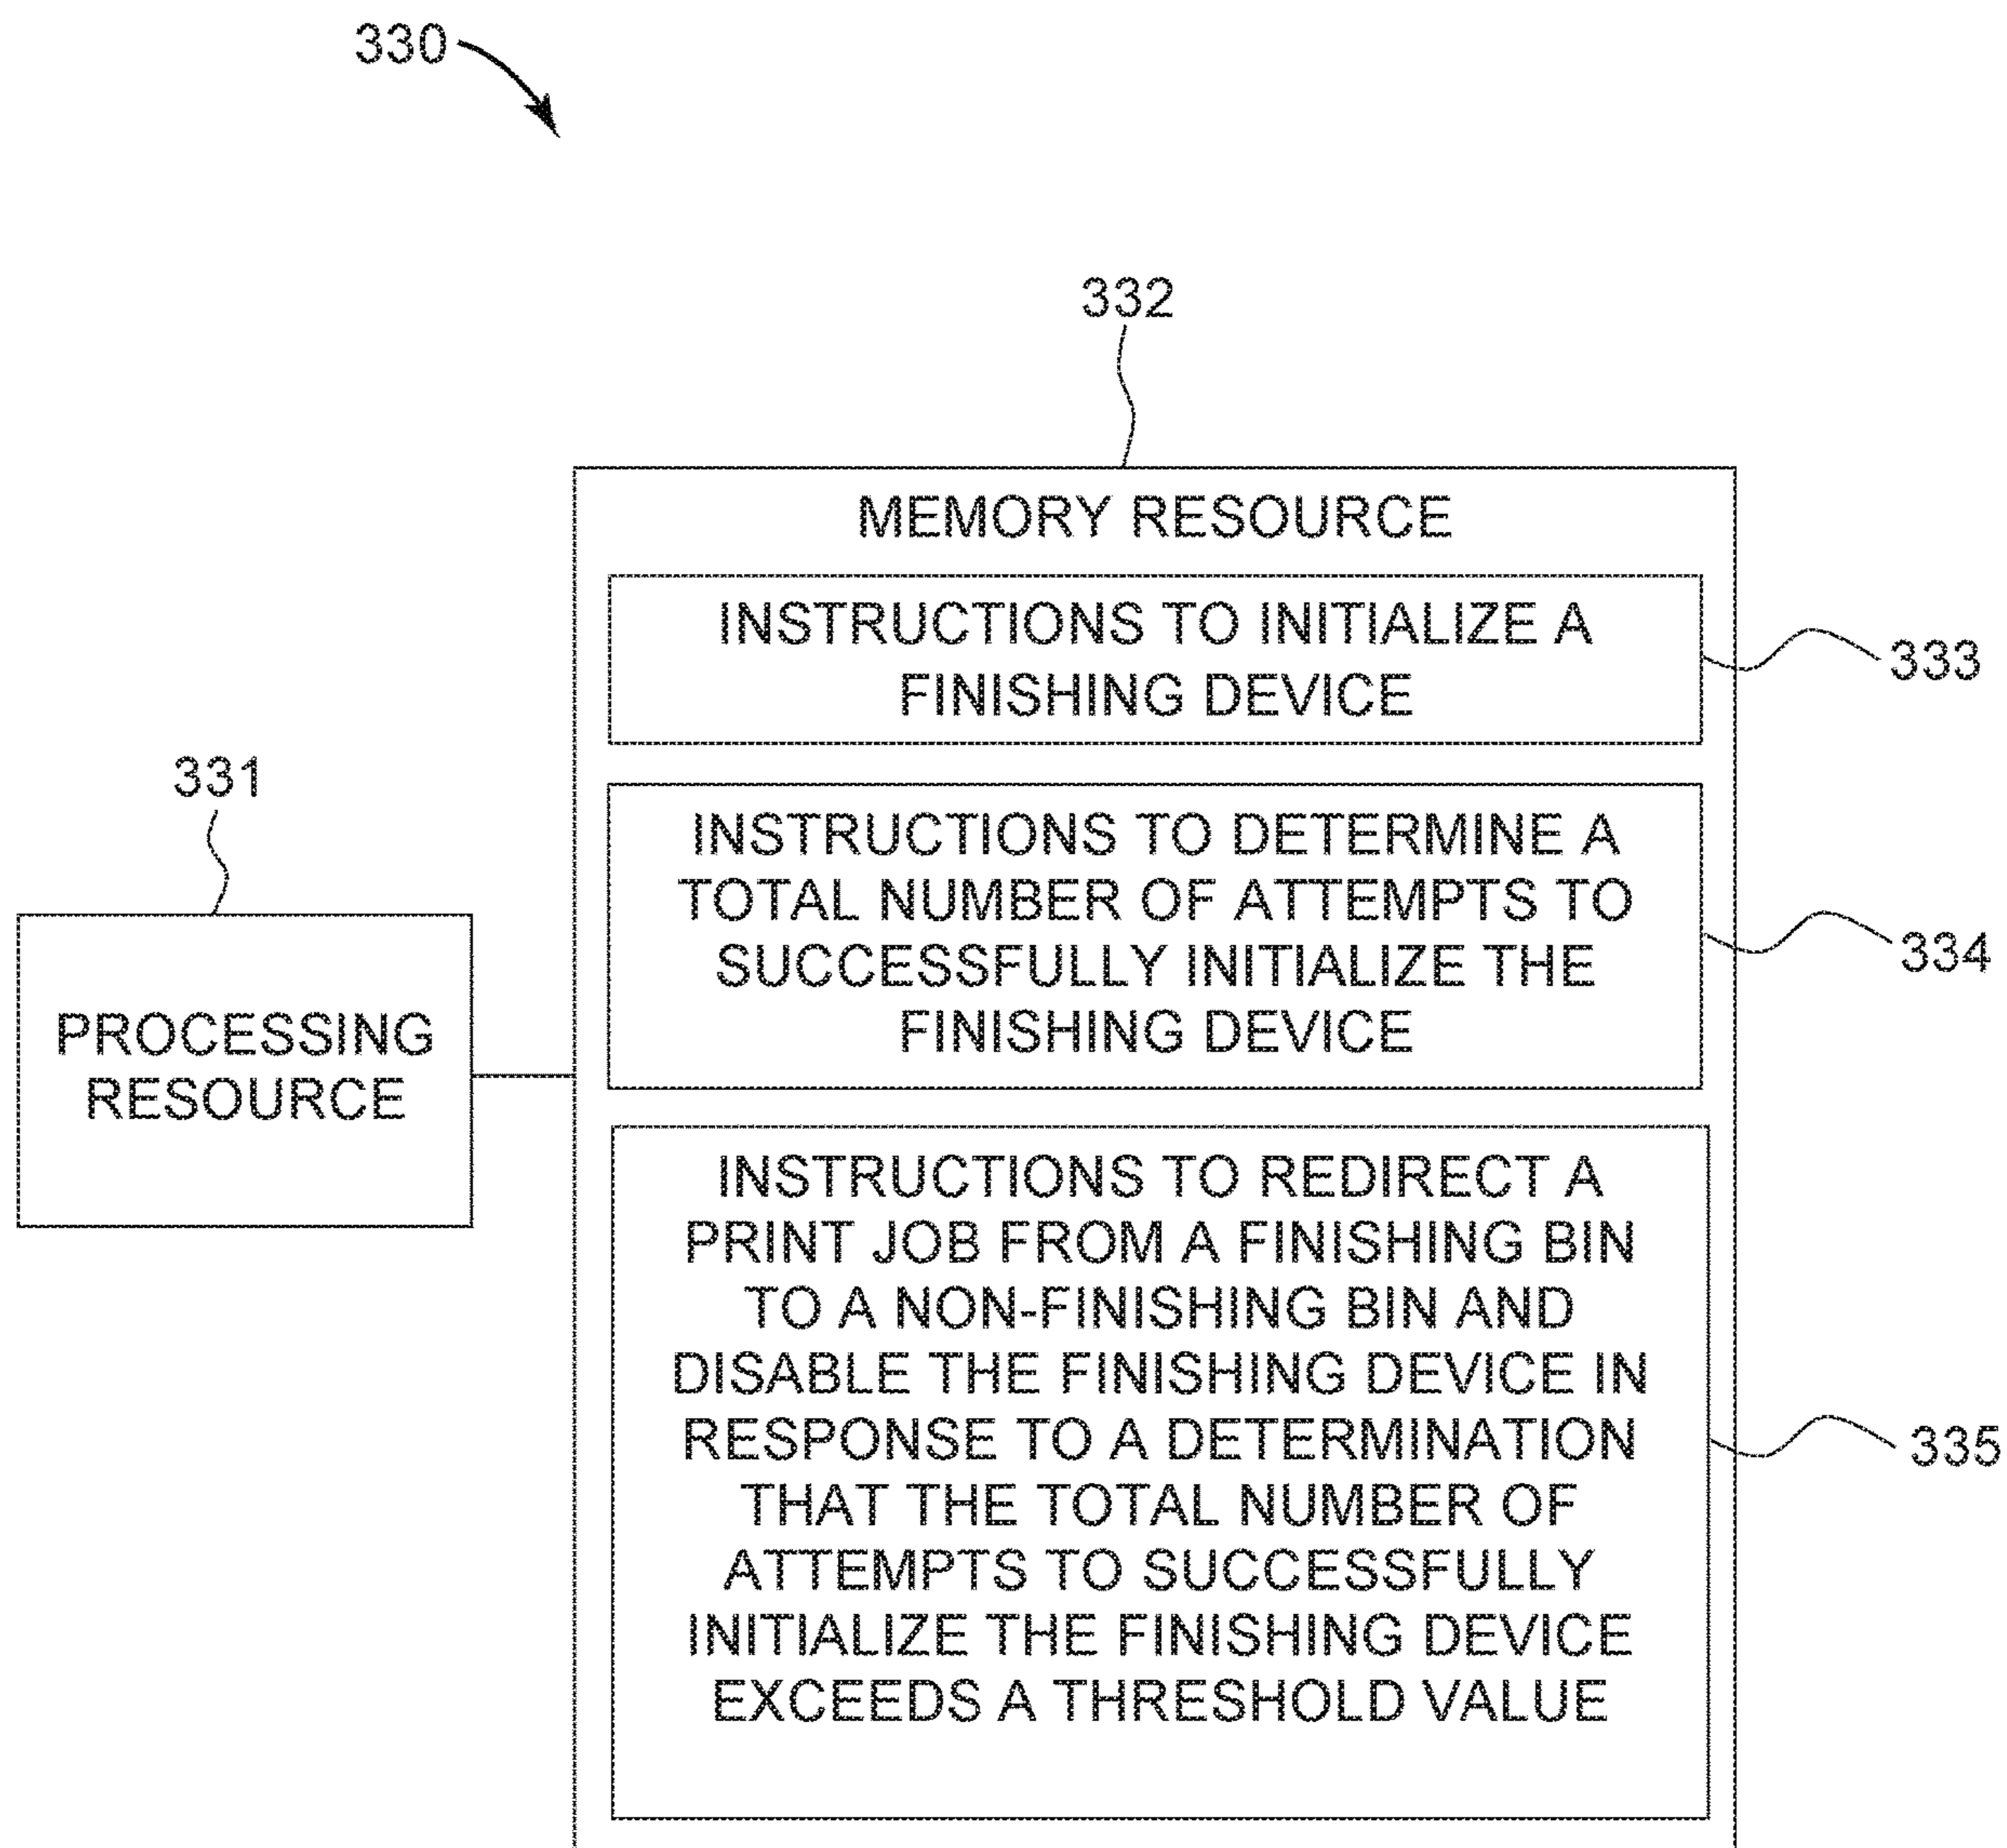 330
332
MEMORY RESOURCE
INSTRUCTIONS TO INITIALIZE A
FINISHING DEVICE
333
331
PROCESSING
RESOURCE
INSTRUCTIONS TO DETERMINE A
TOTAL NUMBER OF ATTEMPTS TO
SUCCESSFULLY INITIALIZE THE
FINISHING DEVICE
334
INSTRUCTIONS TO REDIRECT A
PRINT JOB FROM A FINISHING BIN
TO A NON-FINISHING BIN AND
DISABLE THE FINISHING DEVICE IN
RESPONSE TO A DETERMINATION
THAT THE TOTAL NUMBER OF
ATTEMPTS TO SUCCESSFULLY
INITIALIZE THE FINISHING DEVICE
EXCEEDS A THRESHOLD VALUE
335